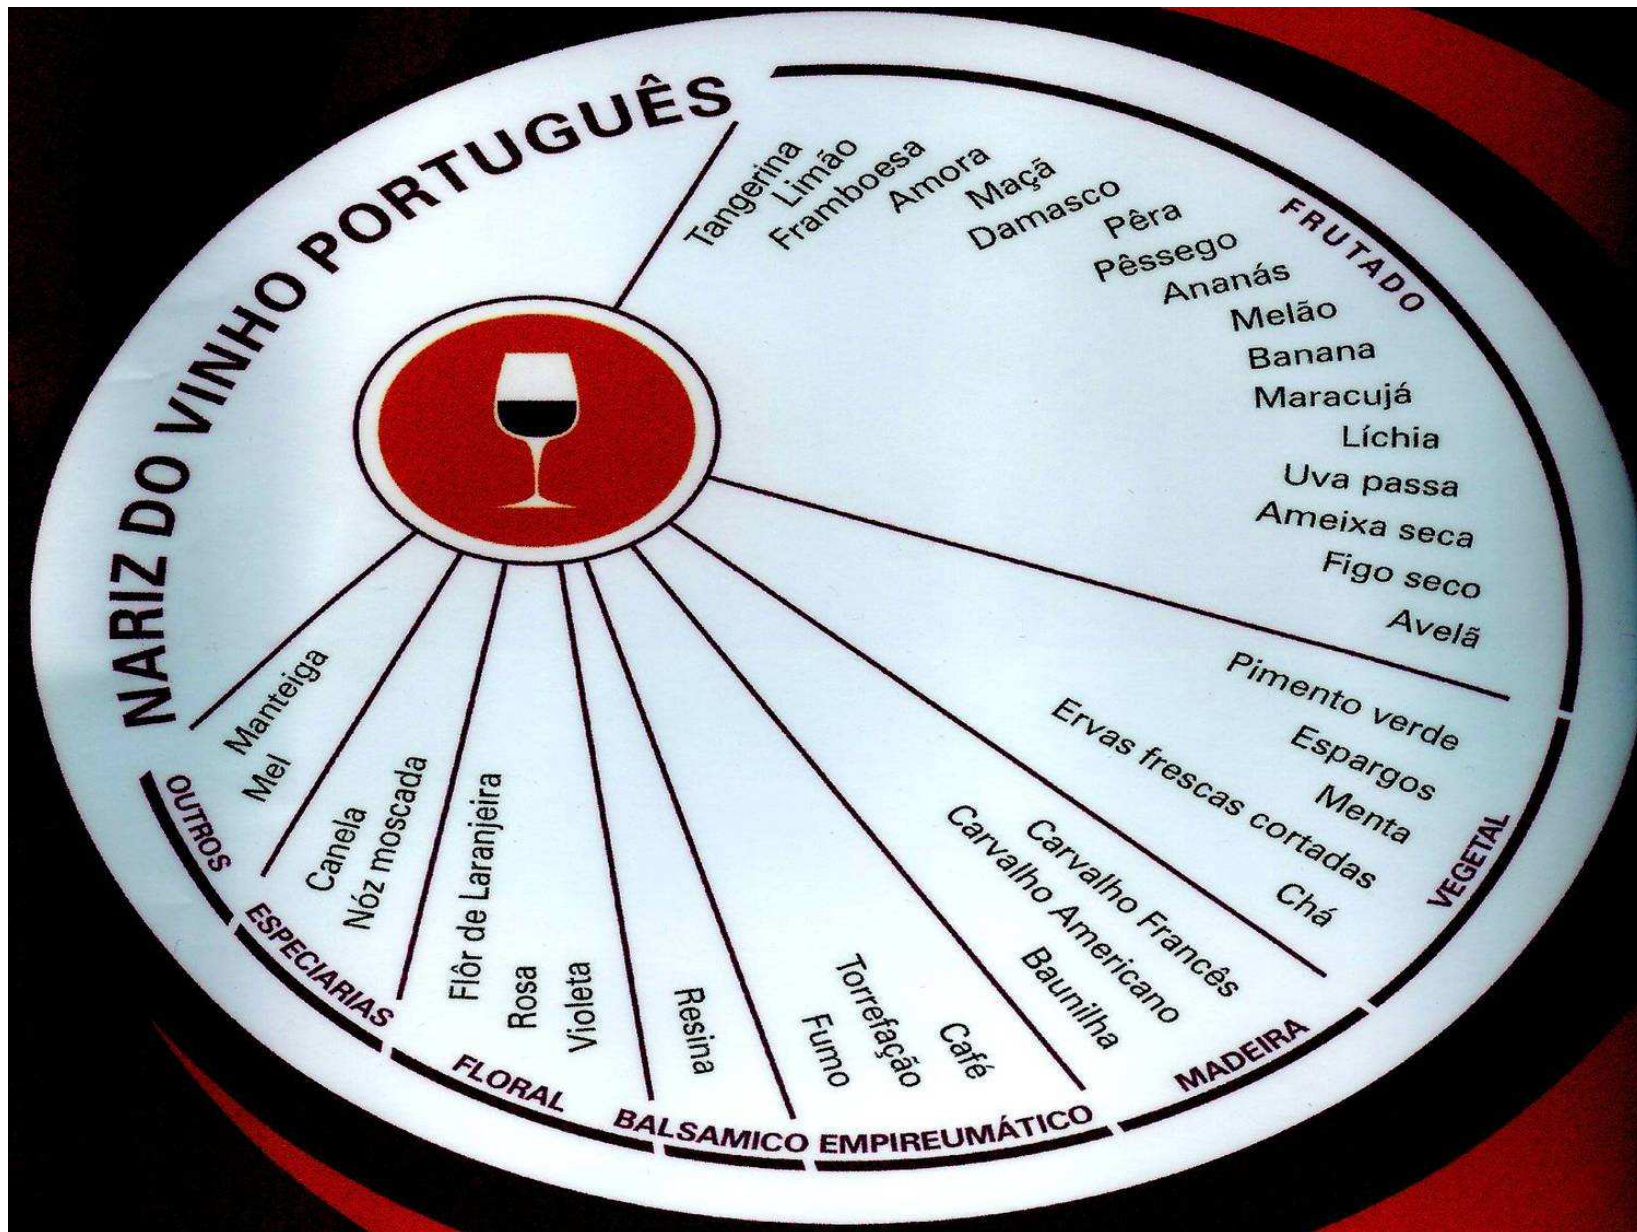 NARIZ DO VINHO PORTUGUÊS
FRUTADO
Tangerina
Limão
Framboesa
Amora
Maçã
Damasco
Pêra
Pêssego
Ananás
Melão
Banana
Maracujá
Líchia
Uva passa
Ameixa seca
Figo seco
Avelã
VEGETAL
Pimento verde
Espargos
Menta
Ervas frescas cortadas
Chá
MADEIRA
Carvalho Francês
Carvalho Americano
Baunilha
EMPIREUMÁTICO
Café
Torrefação
Fumo
BALSAMICO
Resina
FLORAL
Violeta
Rosa
Flôr de Laranjeira
ESPECIARIAS
Nóz moscada
Canela
OUTROS
Mel
Manteiga